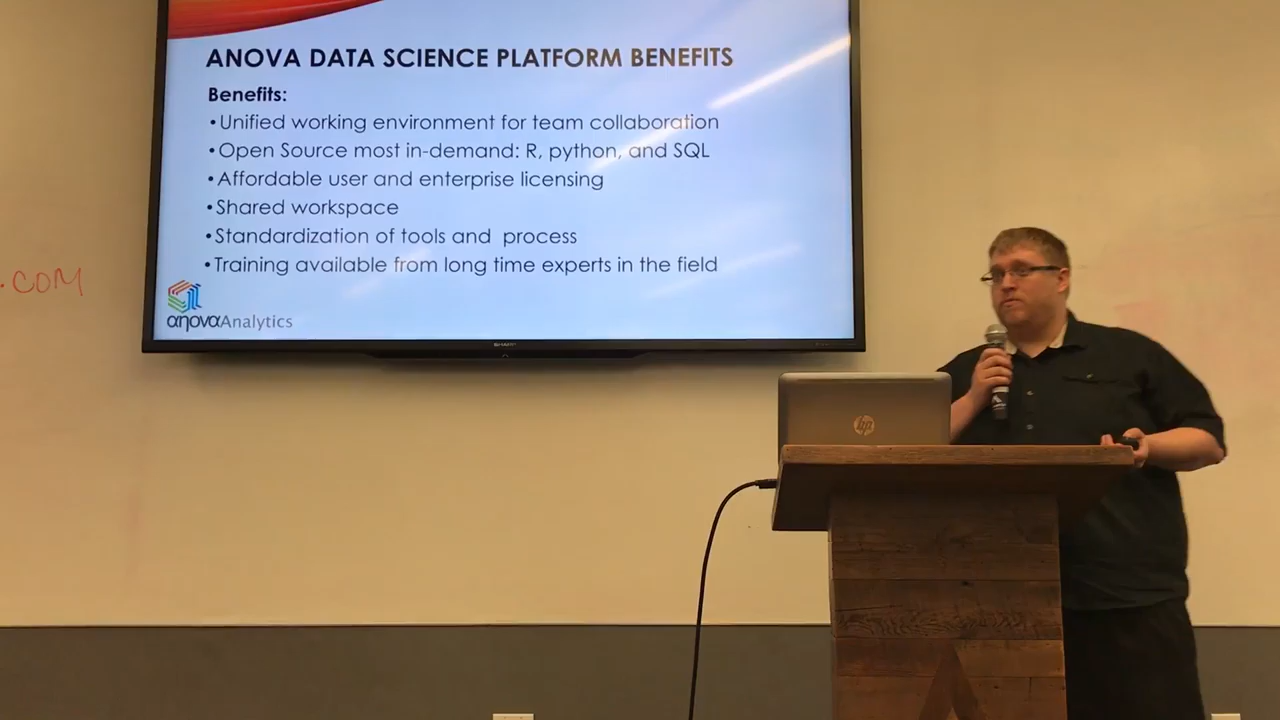 ANOVA DATA SCIENCE PLATFORM BENEFITS
Benefits:
•Unified working environment for team collaboration
•Open Source most in-demand: R, python, and SQL
•Affordable user and enterprise licensing
•Shared workspace
•Standardization of tools and process
•Training available from long time experts in the field
anovaAnalytics
SHARP
.COM
hp